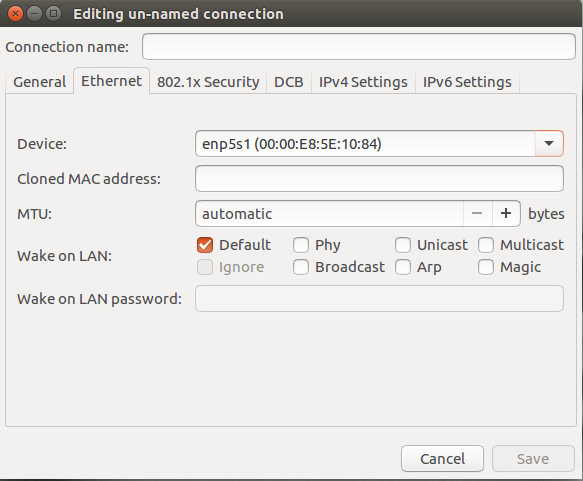 Editing un-named connection
Connection name:
General Ethernet 802.1x Security DCB IPv4 Settings IPv6 Settings
Device: enp5s1 (00:00:E8:5E:10:84)
Cloned MAC address:
MTU: automatic − + bytes
Wake on LAN: Default Phy Unicast Multicast
Ignore Broadcast Arp Magic
Wake on LAN password:
Cancel Save